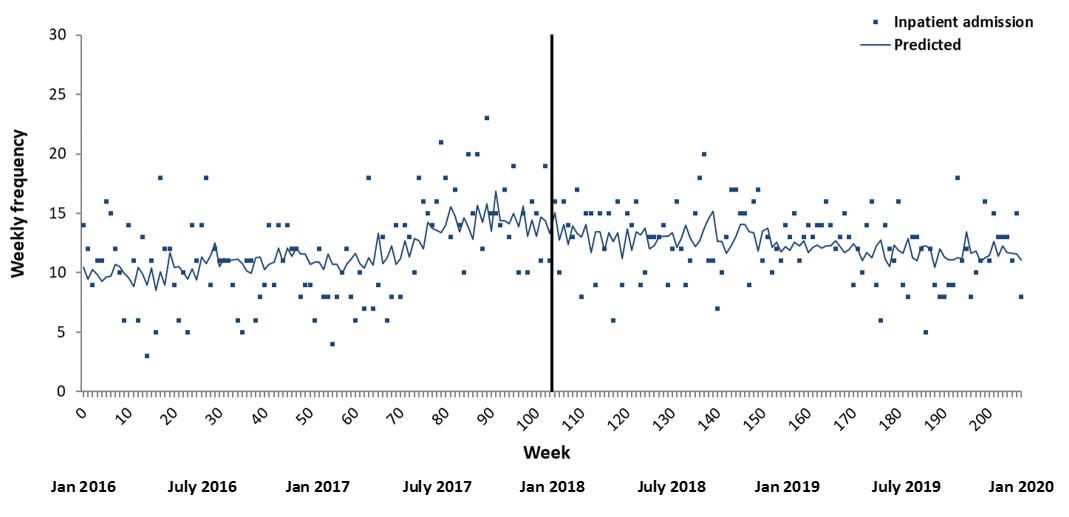 Inpatient admission
Predicted
Weekly frequency
30
25
20
15
10
5
0
0 10 20 30 40 50 60 70 80 90 100 110 120 130 140 150 160 170 180 190 200
Week
Jan 2016 July 2016 Jan 2017 July 2017 Jan 2018 July 2018 Jan 2019 July 2019 Jan 2020